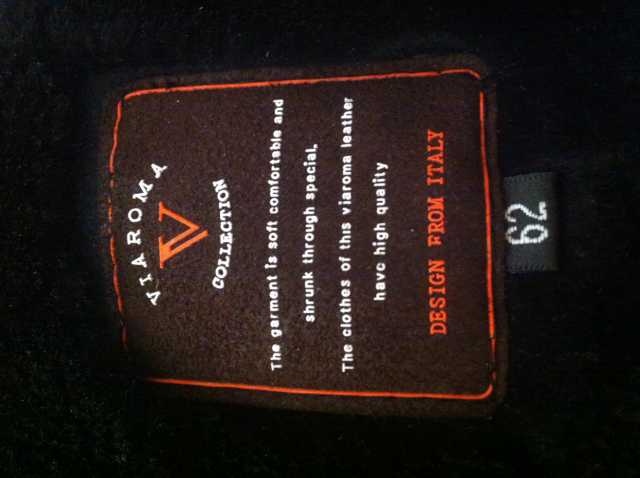 VIAROMA
V
COLLECTION
The garment is soft comfortable and
shrunk through special.
The clothes of this viaroma leather
have high quality
DESIGN FROM ITALY
62